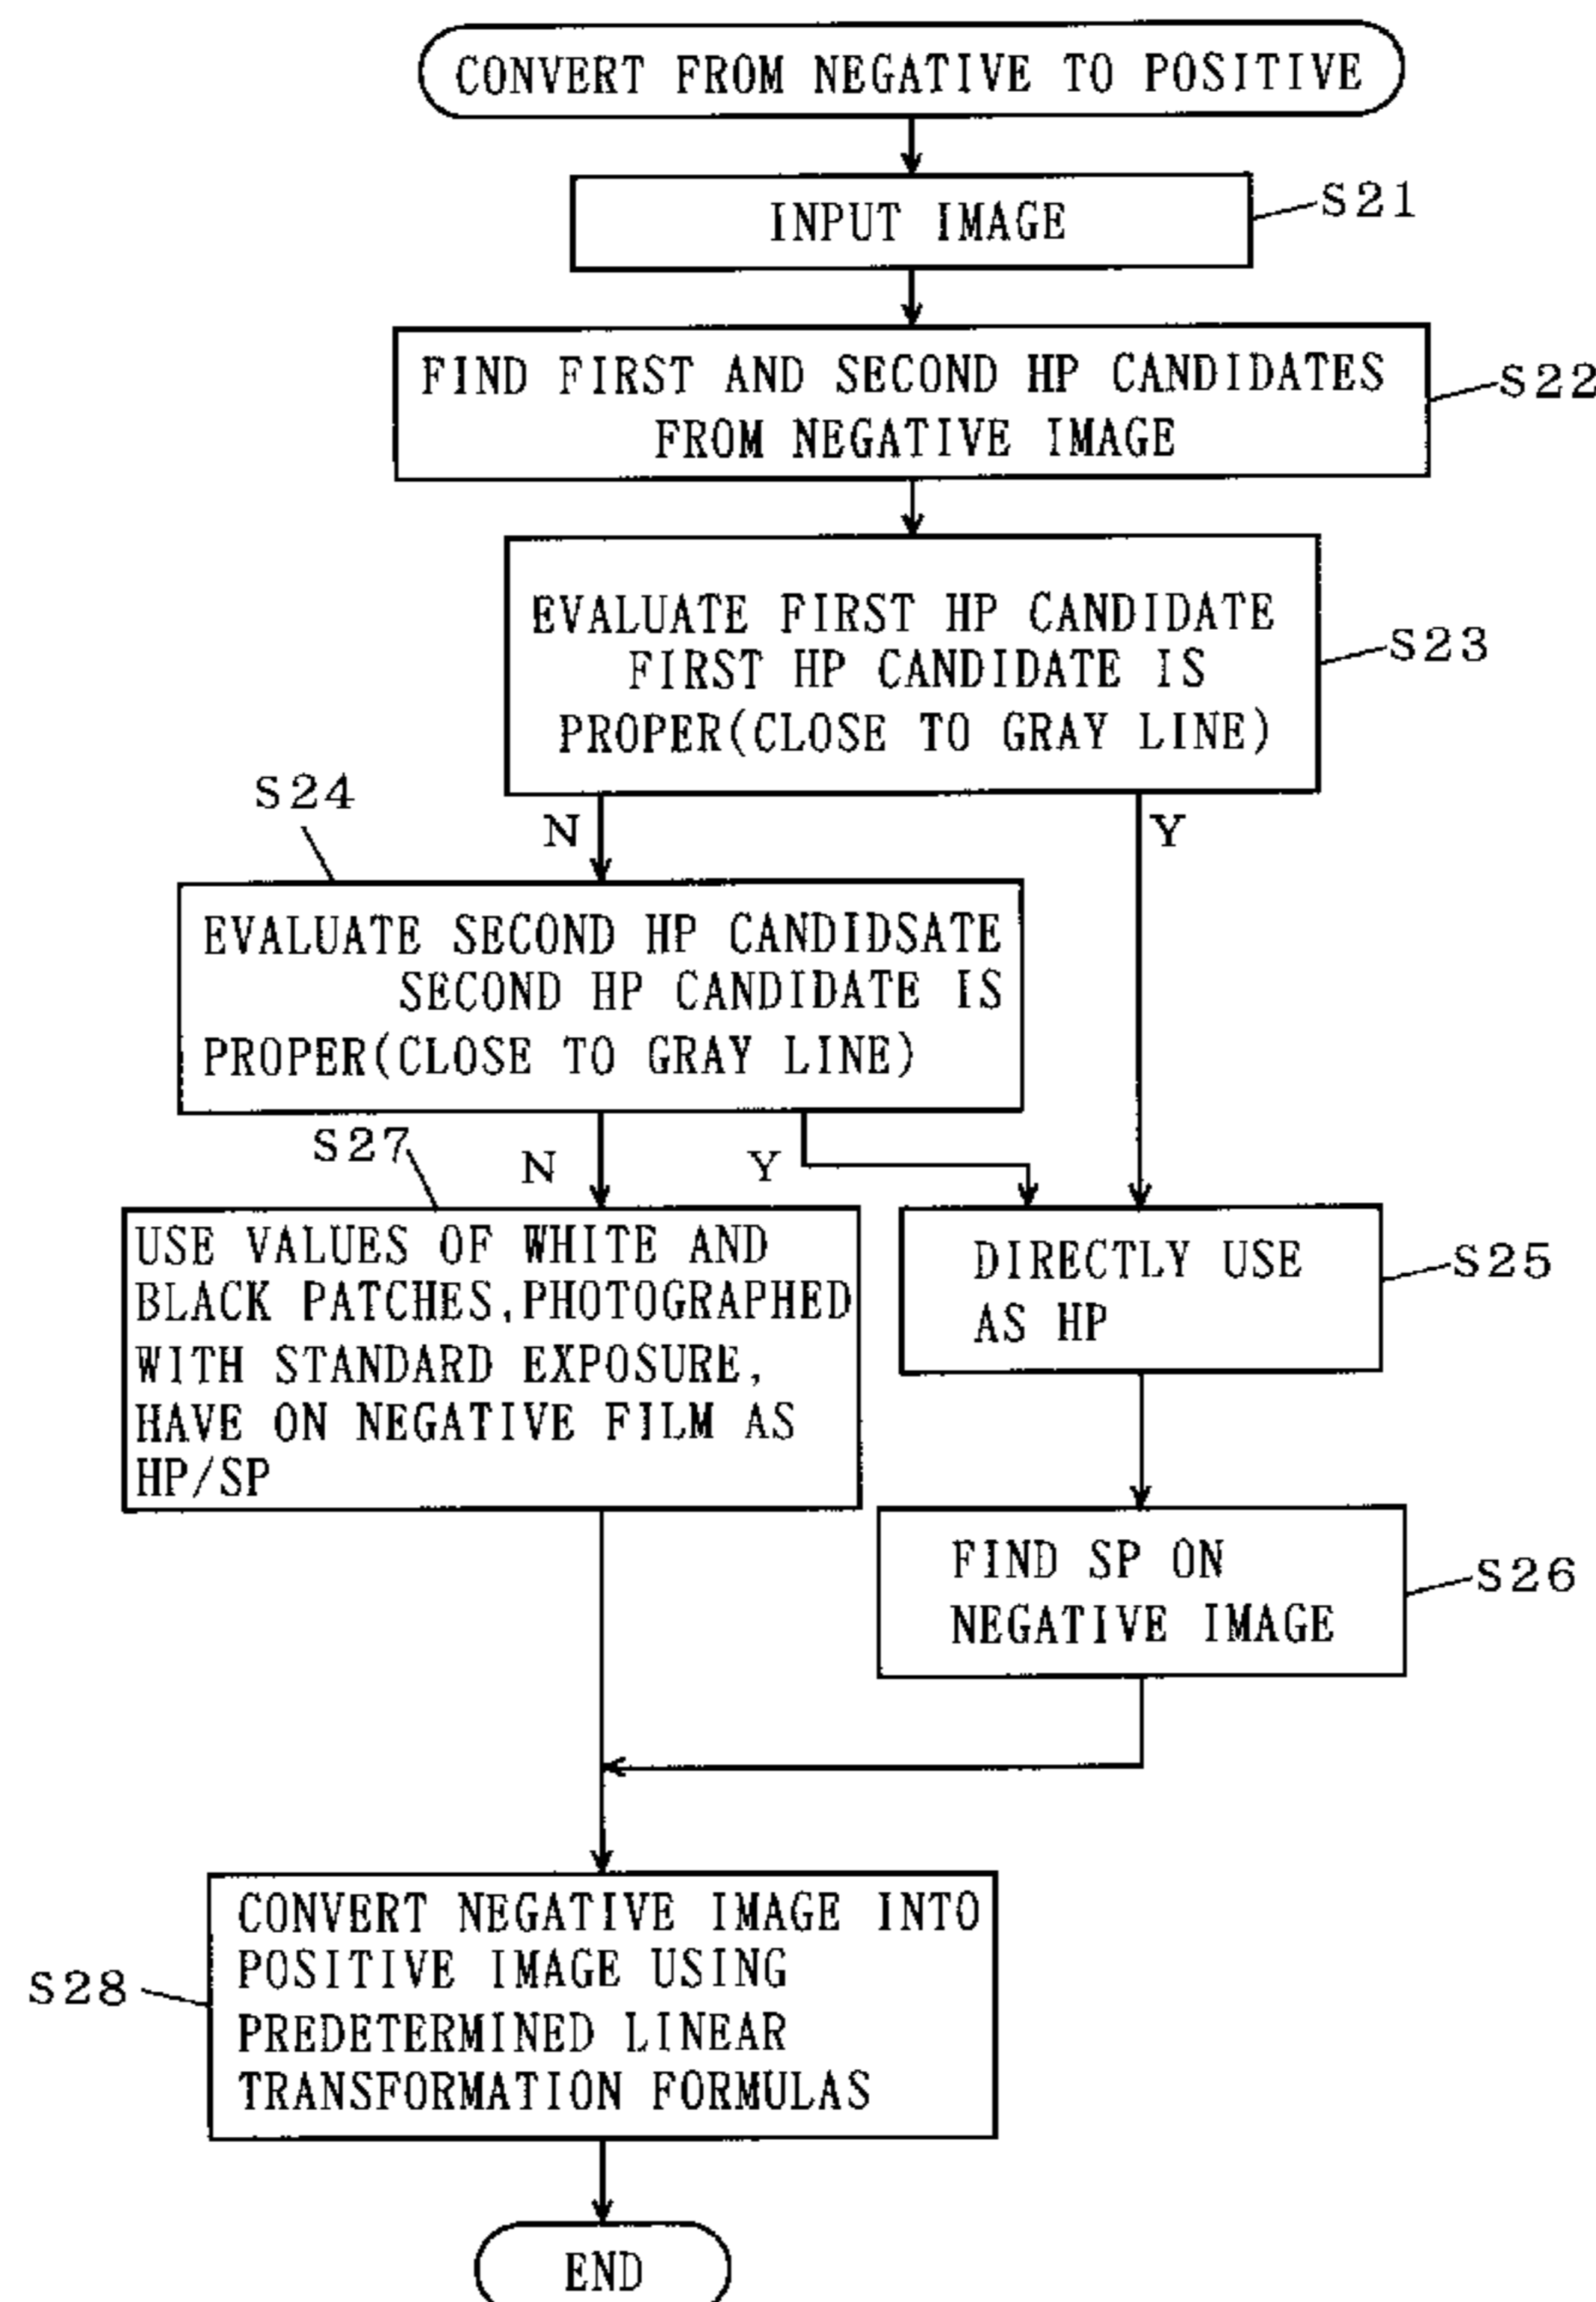 CONVERT FROM NEGATIVE TO POSITIVE
INPUT IMAGE
S21
FIND FIRST AND SECOND HP CANDIDATES
FROM NEGATIVE IMAGE
S22
EVALUATE FIRST HP CANDIDATE
FIRST HP CANDIDATE IS
PROPER(CLOSE TO GRAY LINE)
S23
S24
N
Y
EVALUATE SECOND HP CANDIDSATE
SECOND HP CANDIDATE IS
PROPER(CLOSE TO GRAY LINE)
S27
N
Y
USE VALUES OF WHITE AND
BLACK PATCHES,PHOTOGRAPHED
WITH STANDARD EXPOSURE,
HAVE ON NEGATIVE FILM AS
HP/SP
DIRECTLY USE
AS HP
S25
FIND SP ON
NEGATIVE IMAGE
S26
CONVERT NEGATIVE IMAGE INTO
POSITIVE IMAGE USING
PREDETERMINED LINEAR
TRANSFORMATION FORMULAS
S28
END